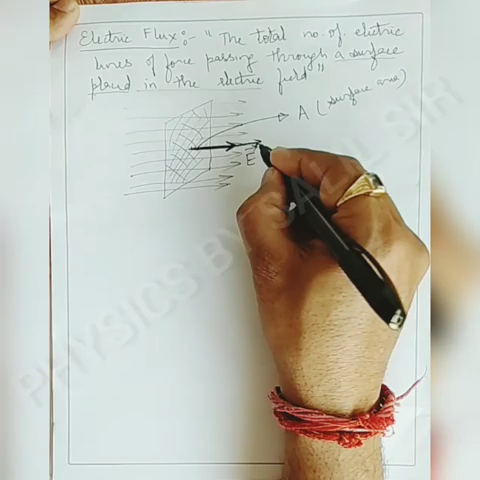 Electric Flux:- "The total no. of electric
lines of force passing through a surface
placed in the electric field"
A (surface area)
E
PHYSICS BY SALIL SIR